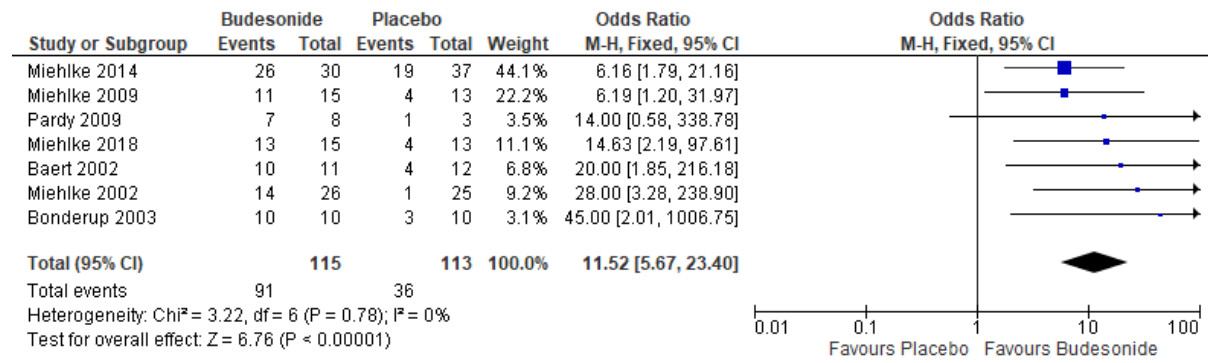 Budesonide Placebo Odds Ratio Odds Ratio
Study or Subgroup Events Total Events Total Weight M-H, Fixed, 95% CI M-H, Fixed, 95% CI
Miehlke 2014 26 30 19 37 44.1% 6.16 [1.79, 21.16]
Miehlke 2009 11 15 4 13 22.2% 6.19 [1.20, 31.97]
Pardy 2009 7 8 1 3 3.5% 14.00 [0.58, 338.78]
Miehlke 2018 13 15 4 13 11.1% 14.63 [2.19, 97.61]
Baert 2002 10 11 4 12 6.8% 20.00 [1.85, 216.18]
Miehlke 2002 14 26 1 25 9.2% 28.00 [3.28, 238.90]
Bonderup 2003 10 10 3 10 3.1% 45.00 [2.01, 1006.75]
Total (95% CI) 115 113 100.0% 11.52 [5.67, 23.40]
Total events 91 36
Heterogeneity: Chi² = 3.22, df = 6 (P = 0.78); I² = 0%
Test for overall effect: Z = 6.76 (P < 0.00001)
0.01 0.1 1 10 100
Favours Placebo Favours Budesonide